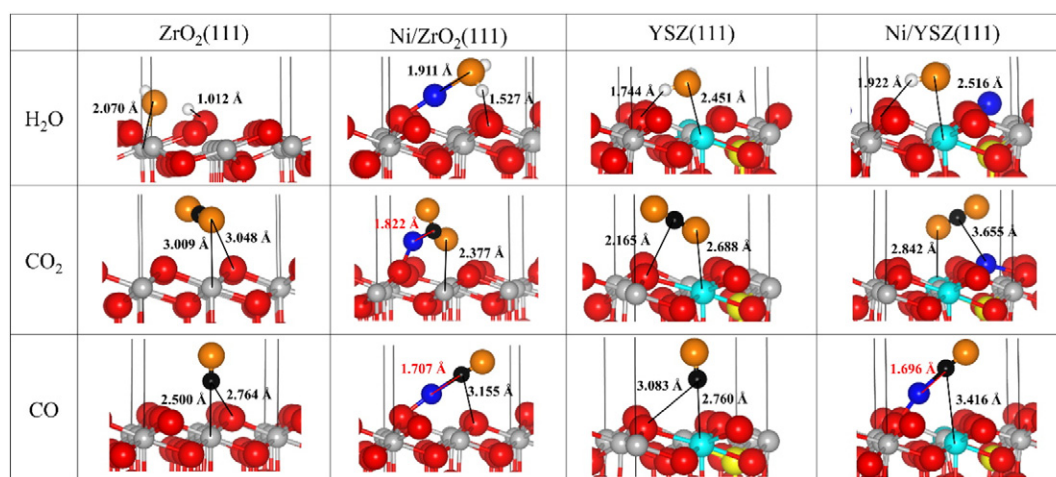 ZrO₂(111) Ni/ZrO₂(111) YSZ(111) Ni/YSZ(111)
H₂O
2.070 Å 1.012 Å
1.911 Å 1.527 Å
1.744 Å 2.451 Å
1.922 Å 2.516 Å
CO₂
3.009 Å 3.048 Å
1.822 Å 2.377 Å
2.165 Å 2.688 Å
2.842 Å 3.655 Å
CO
2.500 Å 2.764 Å
1.707 Å 3.155 Å
3.083 Å 2.760 Å
1.696 Å 3.416 Å